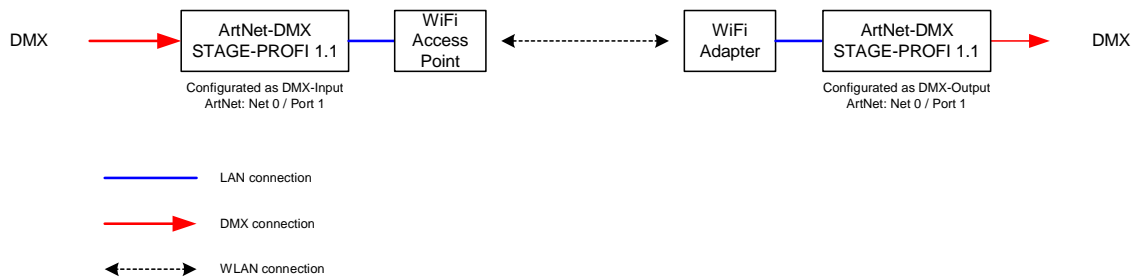 DMX
ArtNet-DMX
STAGE-PROFI 1.1
WiFi
Access
Point
WiFi
Adapter
ArtNet-DMX
STAGE-PROFI 1.1
DMX
Configurated as DMX-Input
ArtNet: Net 0 / Port 1
Configurated as DMX-Output
ArtNet: Net 0 / Port 1
LAN connection
DMX connection
WLAN connection